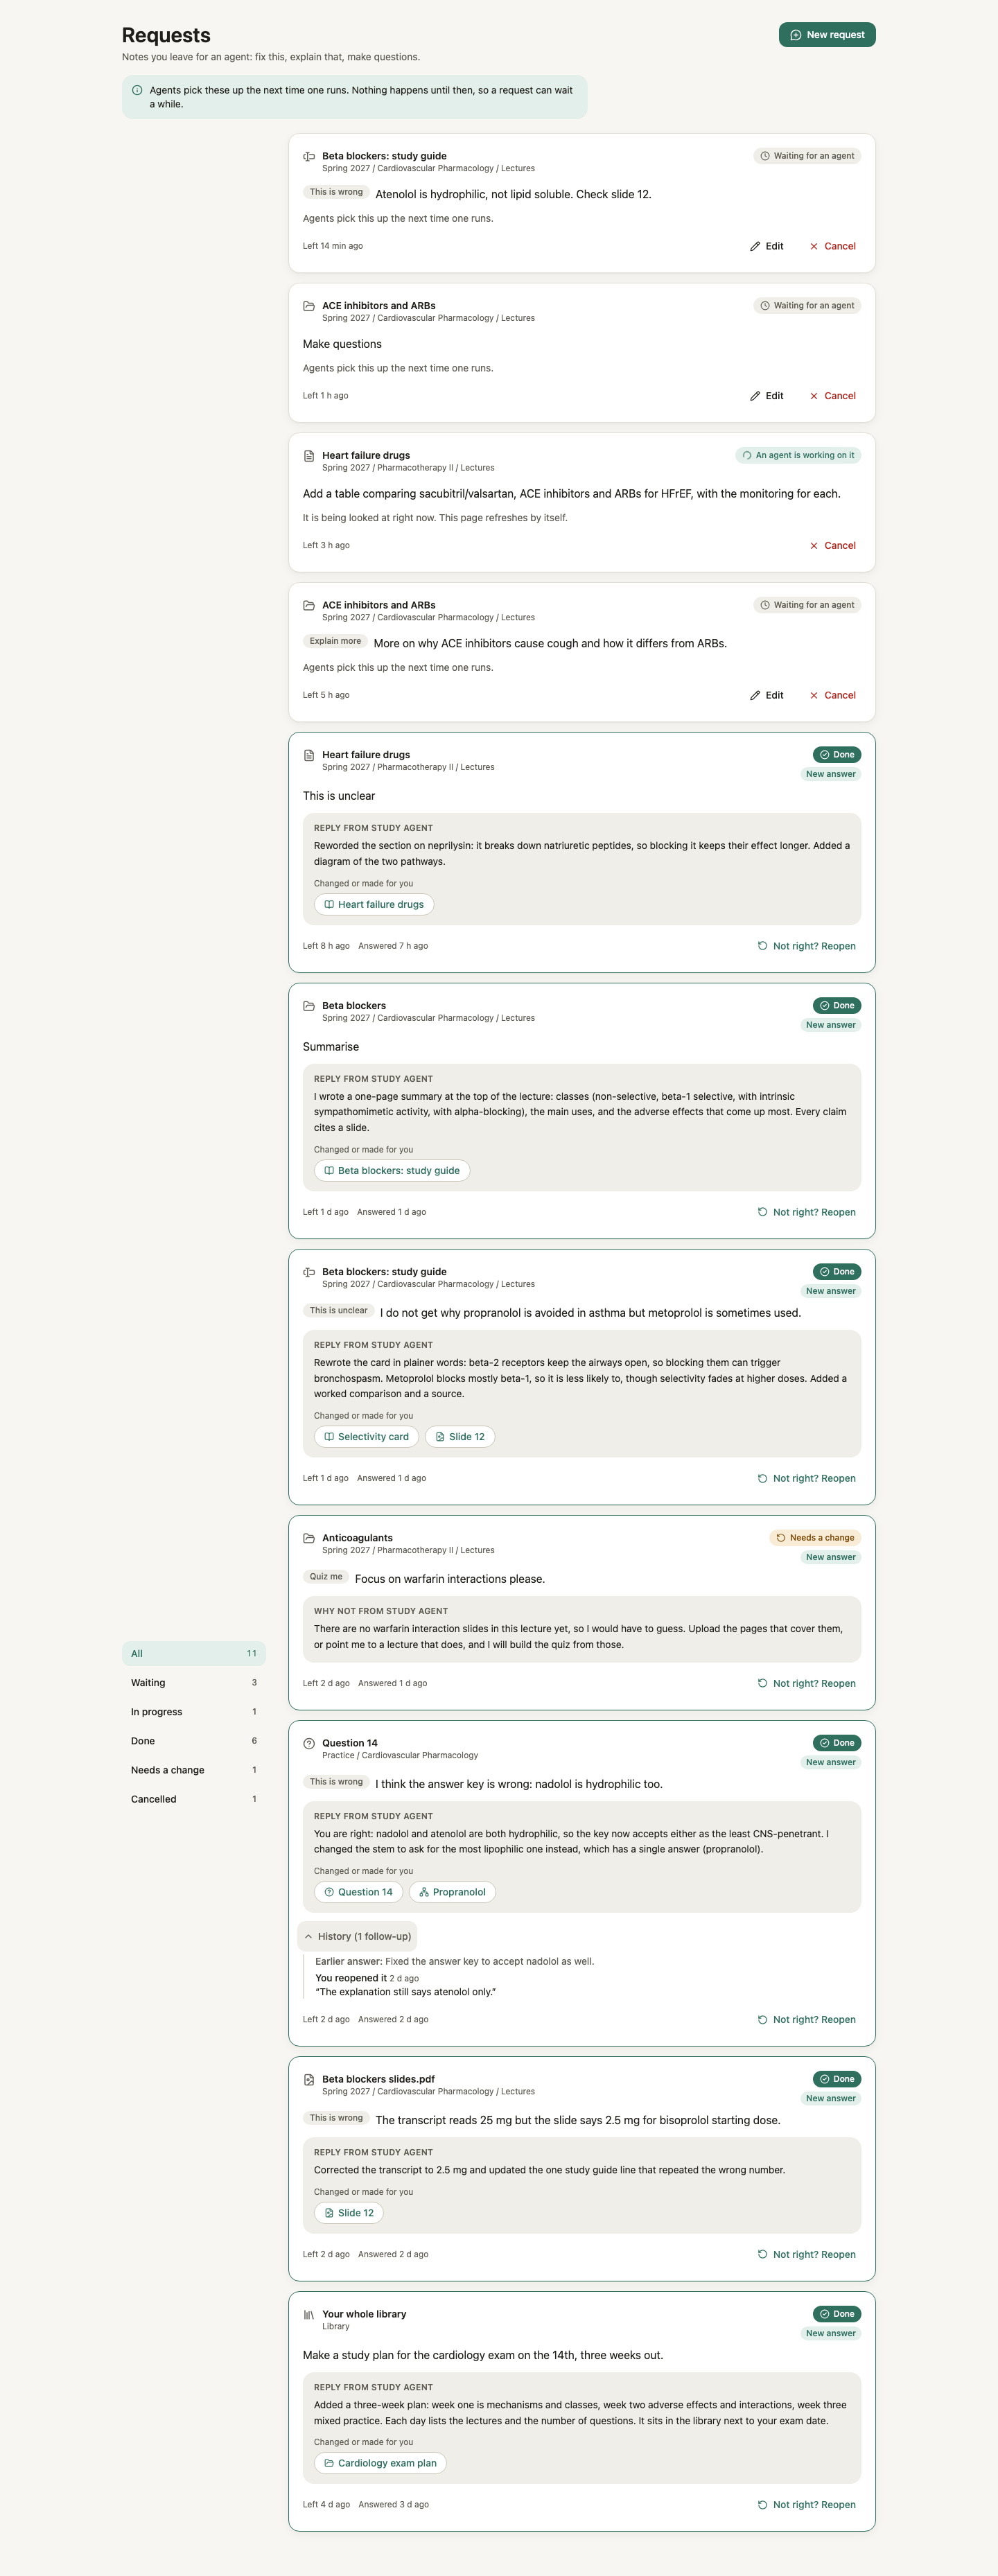 Requests
New request
Notes you leave for an agent: fix this, explain that, make questions.
Agents pick these up the next time one runs. Nothing happens until then, so a request can wait
a while.
Beta blockers: study guide
Waiting for an agent
Spring 2027 / Cardiovascular Pharmacology / Lectures
This is wrong Atenolol is hydrophilic, not lipid soluble. Check slide 12.
Agents pick this up the next time one runs.
Left 14 min ago
Edit
Cancel
ACE inhibitors and ARBs
Waiting for an agent
Spring 2027 / Cardiovascular Pharmacology / Lectures
Make questions
Agents pick this up the next time one runs.
Left 1 h ago
Edit
Cancel
Heart failure drugs
An agent is working on it
Spring 2027 / Pharmacotherapy II / Lectures
Add a table comparing sacubitril/valsartan, ACE inhibitors and ARBs for HFrEF, with the monitoring for each.
It is being looked at right now. This page refreshes by itself.
Left 3 h ago
Cancel
ACE inhibitors and ARBs
Waiting for an agent
Spring 2027 / Cardiovascular Pharmacology / Lectures
Explain more More on why ACE inhibitors cause cough and how it differs from ARBs.
Agents pick this up the next time one runs.
Left 5 h ago
Edit
Cancel
Heart failure drugs
Done
Spring 2027 / Pharmacotherapy II / Lectures
New answer
This is unclear
REPLY FROM STUDY AGENT
Reworded the section on neprilysin: it breaks down natriuretic peptides, so blocking it keeps their effect longer. Added a
diagram of the two pathways.
Changed or made for you
Heart failure drugs
Left 8 h ago Answered 7 h ago
Not right? Reopen
Beta blockers
Done
Spring 2027 / Cardiovascular Pharmacology / Lectures
New answer
Summarise
REPLY FROM STUDY AGENT
I wrote a one-page summary at the top of the lecture: classes (non-selective, beta-1 selective, with intrinsic
sympathomimetic activity, with alpha-blocking), the main uses, and the adverse effects that come up most. Every claim
cites a slide.
Changed or made for you
Beta blockers: study guide
Left 1 d ago Answered 1 d ago
Not right? Reopen
Beta blockers: study guide
Done
Spring 2027 / Cardiovascular Pharmacology / Lectures
New answer
This is unclear I do not get why propranolol is avoided in asthma but metoprolol is sometimes used.
REPLY FROM STUDY AGENT
Rewrote the card in plainer words: beta-2 receptors keep the airways open, so blocking them can trigger
bronchospasm. Metoprolol blocks mostly beta-1, so it is less likely to, though selectivity fades at higher doses. Added a
worked comparison and a source.
Changed or made for you
Selectivity card
Slide 12
Left 1 d ago Answered 1 d ago
Not right? Reopen
Anticoagulants
Needs a change
Spring 2027 / Pharmacotherapy II / Lectures
New answer
Quiz me Focus on warfarin interactions please.
WHY NOT FROM STUDY AGENT
There are no warfarin interaction slides in this lecture yet, so I would have to guess. Upload the pages that cover them,
or point me to a lecture that does, and I will build the quiz from those.
Left 2 d ago Answered 1 d ago
Not right? Reopen
All 11
Waiting 3
In progress 1
Done 6
Needs a change 1
Cancelled 1
Question 14
Done
Practice / Cardiovascular Pharmacology
New answer
This is wrong I think the answer key is wrong: nadolol is hydrophilic too.
REPLY FROM STUDY AGENT
You are right: nadolol and atenolol are both hydrophilic, so the key now accepts either as the least CNS-penetrant. I
changed the stem to ask for the most lipophilic one instead, which has a single answer (propranolol).
Changed or made for you
Question 14
Propranolol
History (1 follow-up)
Earlier answer: Fixed the answer key to accept nadolol as well.
You reopened it 2 d ago
“The explanation still says atenolol only.”
Left 2 d ago Answered 2 d ago
Not right? Reopen
Beta blockers slides.pdf
Done
Spring 2027 / Cardiovascular Pharmacology / Lectures
New answer
This is wrong The transcript reads 25 mg but the slide says 2.5 mg for bisoprolol starting dose.
REPLY FROM STUDY AGENT
Corrected the transcript to 2.5 mg and updated the one study guide line that repeated the wrong number.
Changed or made for you
Slide 12
Left 2 d ago Answered 2 d ago
Not right? Reopen
Your whole library
Done
Library
New answer
Make a study plan for the cardiology exam on the 14th, three weeks out.
REPLY FROM STUDY AGENT
Added a three-week plan: week one is mechanisms and classes, week two adverse effects and interactions, week three
mixed practice. Each day lists the lectures and the number of questions. It sits in the library next to your exam date.
Changed or made for you
Cardiology exam plan
Left 4 d ago Answered 3 d ago
Not right? Reopen